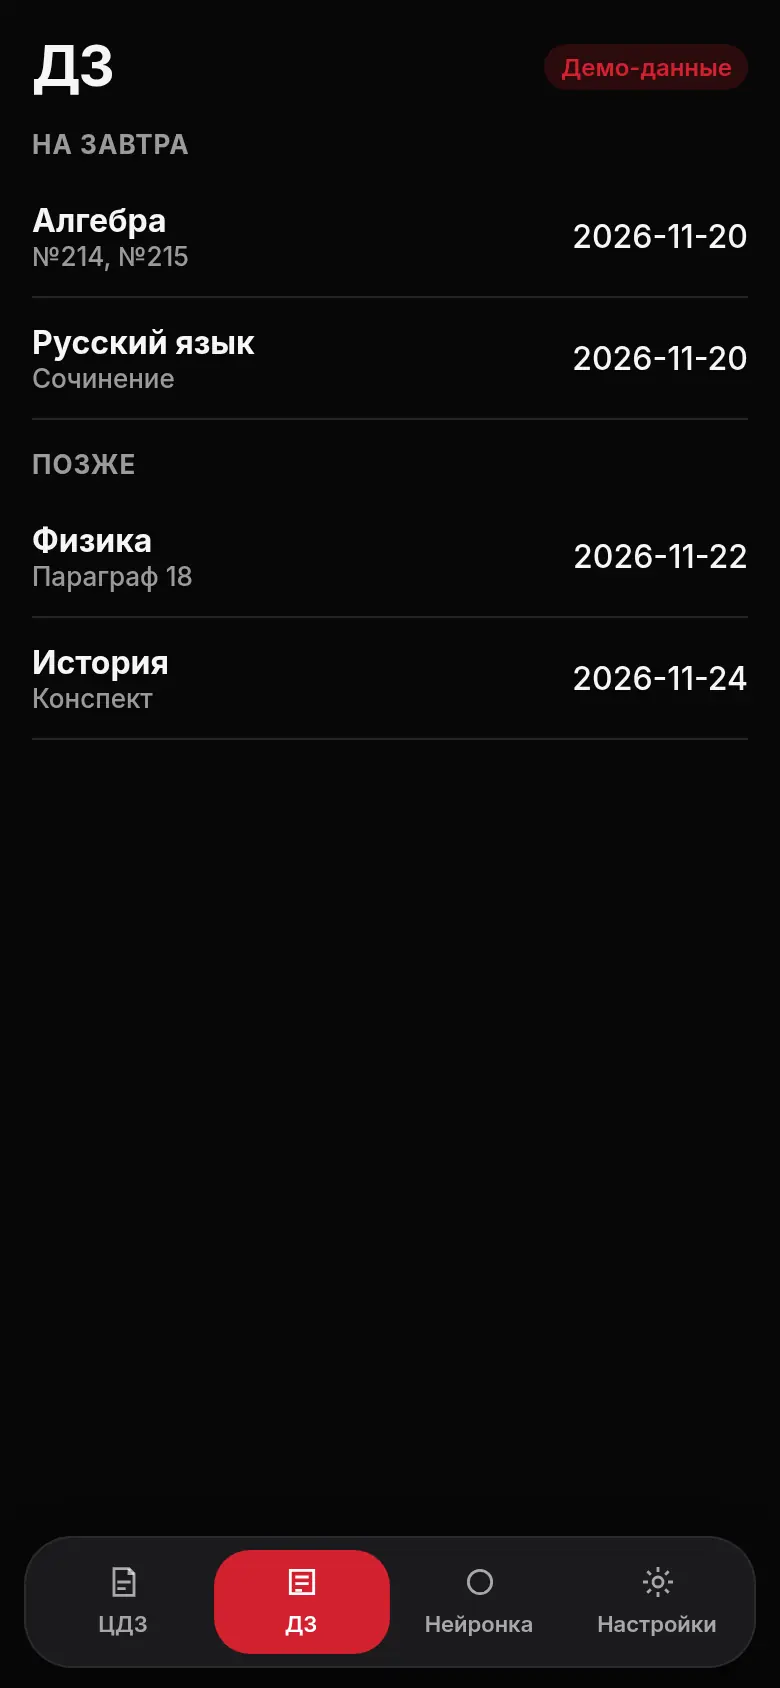 ДЗ
Демо-данные
НА ЗАВТРА
Алгебра
№214, №215
2026-11-20
Русский язык
Сочинение
2026-11-20
ПОЗЖЕ
Физика
Параграф 18
2026-11-22
История
Конспект
2026-11-24
ЦДЗ
ДЗ
Нейронка
Настройки